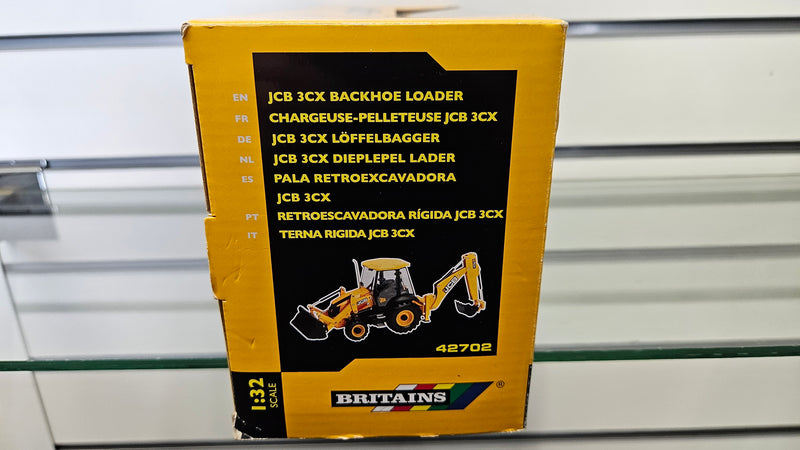 EN JCB 3CX BACKHOE LOADER
FR CHARGEUSE-PELLETEUSE JCB 3CX
DE JCB 3CX LÖFFELBAGGER
NL JCB 3CX DIEPLEPEL LADER
ES PALA RETROEXCAVADORA
JCB 3CX
PT RETROESCAVADORA RÍGIDA JCB 3CX
IT TERNA RIGIDA JCB 3CX
JCB
42702
1:32
SCALE
BRITAINS ®